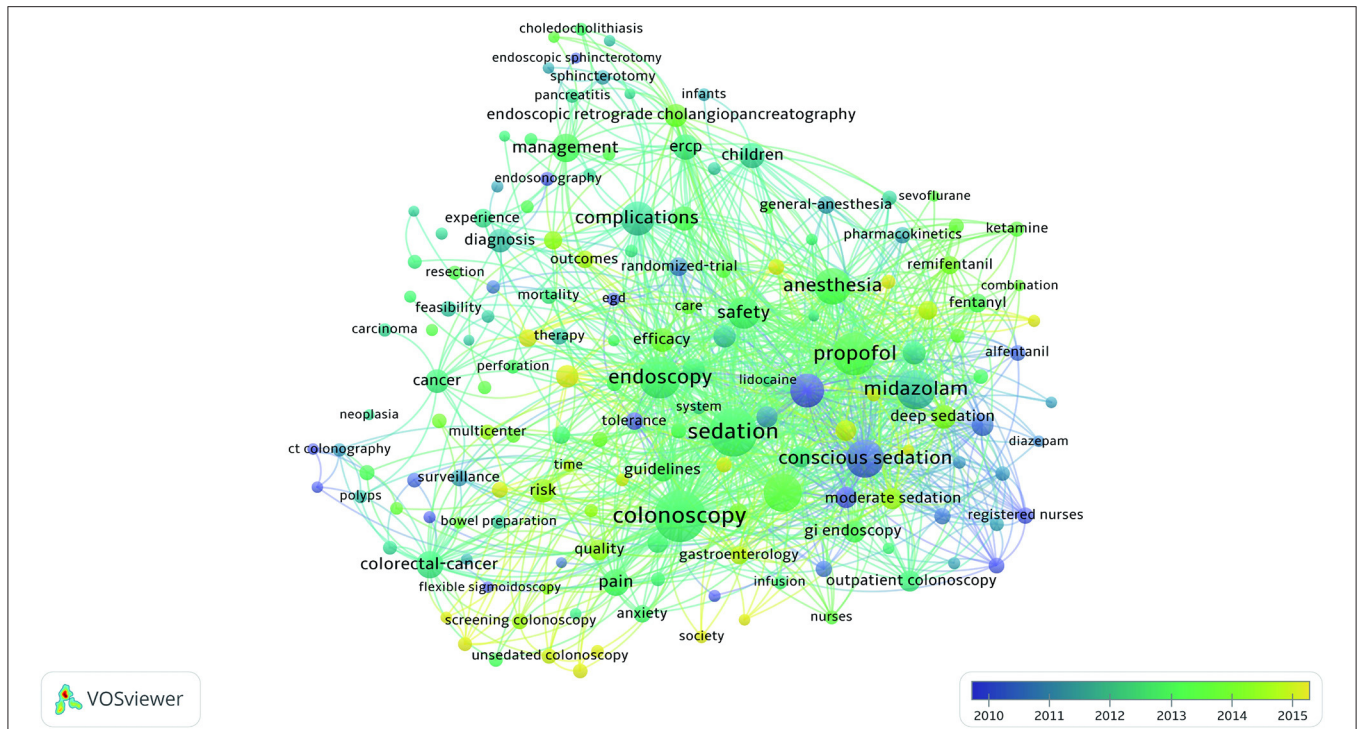 choledocholithiasis
endoscopic sphincterotomy
sphincterotomy
pancreatitis
infants
endoscopic retrograde cholangiopancreatography
management
ercp
children
endosonography
general-anesthesia
sevoflurane
experience
complications
pharmacokinetics
ketamine
diagnosis
outcomes
randomized-trial
remifentanil
resection
anesthesia
combination
feasibility
mortality
egd
care
safety
fentanyl
carcinoma
therapy
efficacy
propofol
alfentanil
perforation
cancer
endoscopy
lidocaine
midazolam
neoplasia
system
tolerance
deep sedation
multicenter
sedation
diazepam
ct colonography
surveillance
time
guidelines
conscious sedation
polyps
risk
moderate sedation
bowel preparation
colonoscopy
registered nurses
gi endoscopy
quality
gastroenterology
colorectal-cancer
flexible sigmoidoscopy
pain
infusion
outpatient colonoscopy
screening colonoscopy
anxiety
nurses
society
unsedated colonoscopy
VOSviewer
2010 2011 2012 2013 2014 2015